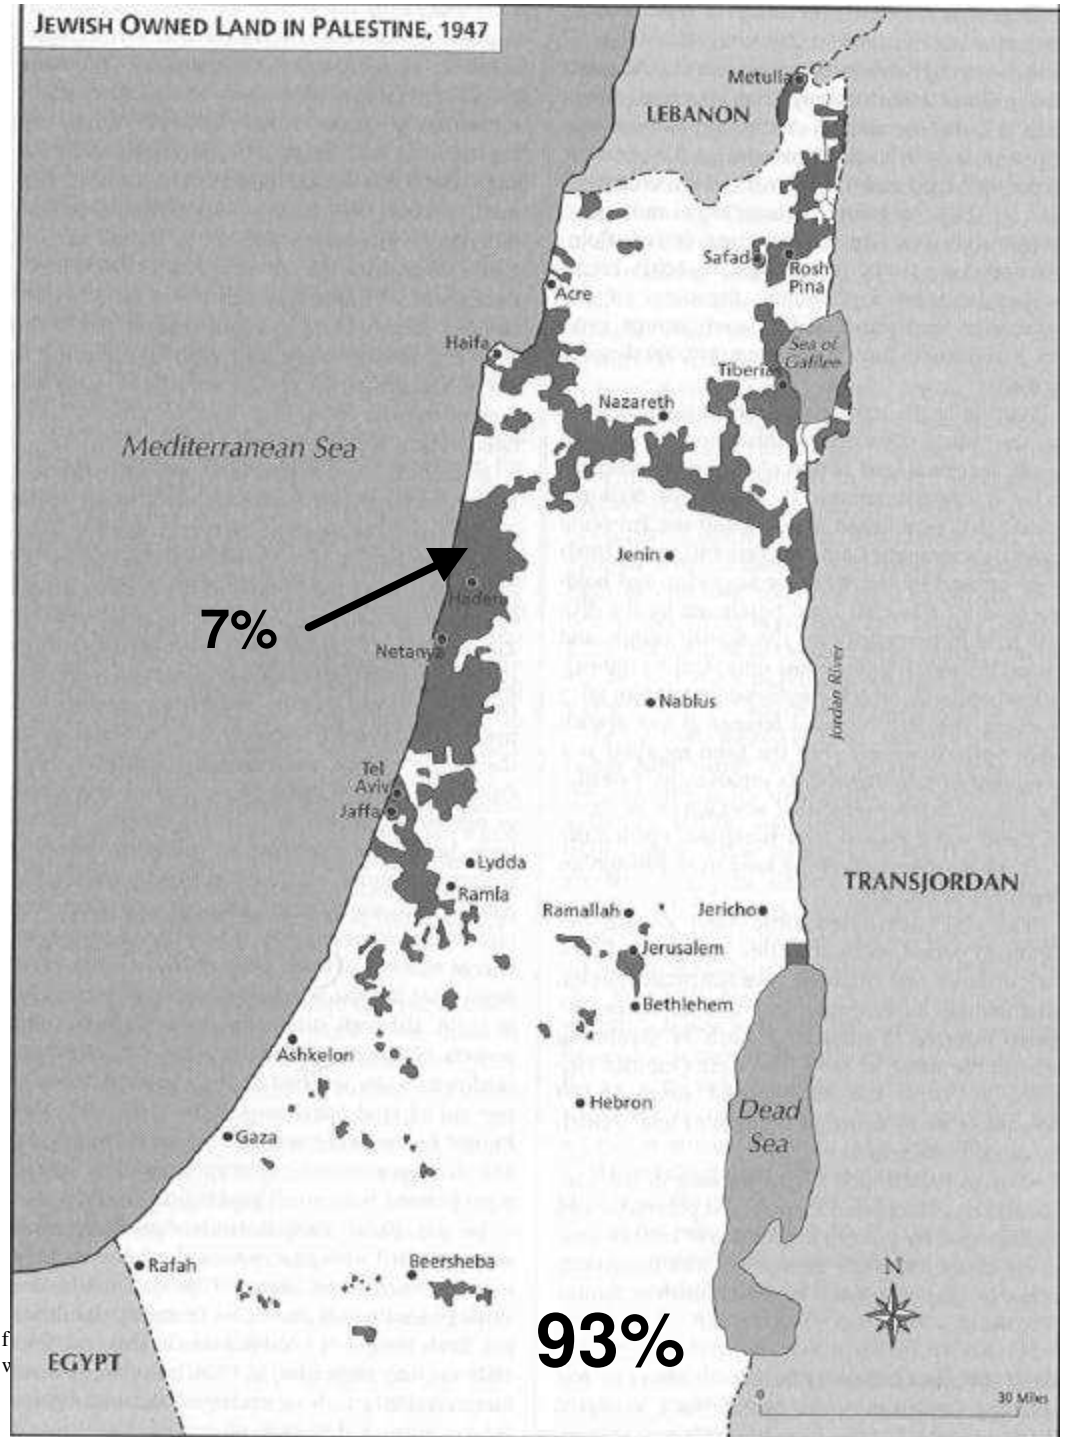 JEWISH OWNED LAND IN PALESTINE, 1947
Metulla
LEBANON
Safad
Rosh
Pina
Acre
Haifa
Sea of
Galilee
Tiberias
Nazareth
Mediterranean Sea
Jenin
Hadera
7%
Netanya
Nablus
Jordan River
Tel
Aviv
Jaffa
Lydda
Ramla
TRANSJORDAN
Ramallah
Jericho
Jerusalem
Bethlehem
Ashkelon
Hebron
Dead
Sea
Gaza
Rafah
Beersheba
N
93%
f
EGYPT
0
30 Miles